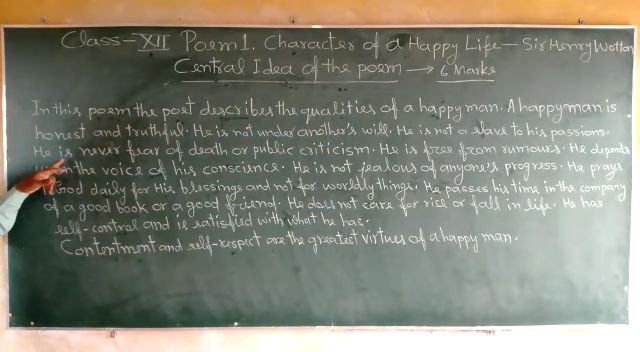 Class-XII Poem 1. Character of a Happy Life - Sir Henry Wotton
Central Idea of the poem → 6 Marks
In this poem the poet describes the qualities of a happy man. A happy man is
honest and truthful. He is not under another's will. He is not a slave to his passions.
He is never fear of death or public criticism. He is free from rumours. He depends
the voice of his conscience. He is not jealous of anyone's progress. He prays
Good daily for His blessings and not for worldly things. He passes his time in the company
of a good book or a good friend. He does not care for rise or fall in life. He has
self-control and is satisfied with what he has.
Contentment and self-respect are the greatest virtues of a happy man.